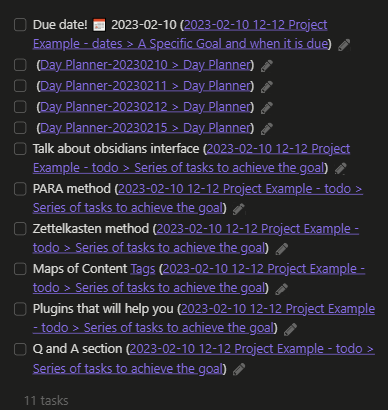 Due date! 📅 2023-02-10 (2023-02-10 12-12 Project
Example - dates > A Specific Goal and when it is due)
(Day Planner-20230210 > Day Planner)
(Day Planner-20230211 > Day Planner)
(Day Planner-20230212 > Day Planner)
(Day Planner-20230215 > Day Planner)
Talk about obsidians interface (2023-02-10 12-12 Project
Example - todo > Series of tasks to achieve the goal)
PARA method (2023-02-10 12-12 Project Example - todo >
Series of tasks to achieve the goal)
Zettelkasten method (2023-02-10 12-12 Project Example -
todo > Series of tasks to achieve the goal)
Maps of Content Tags (2023-02-10 12-12 Project Example -
todo > Series of tasks to achieve the goal)
Plugins that will help you (2023-02-10 12-12 Project Example
- todo > Series of tasks to achieve the goal)
Q and A section (2023-02-10 12-12 Project Example - todo >
Series of tasks to achieve the goal)
11 tasks